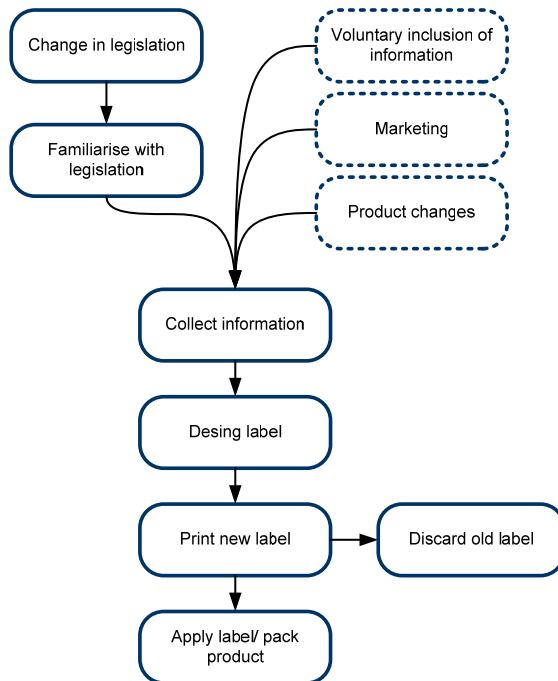 Change in legislation
Voluntary inclusion of
information
Familiarise with
legislation
Marketing
Product changes
Collect information
Desing label
Print new label
Discard old label
Apply label/ pack
product